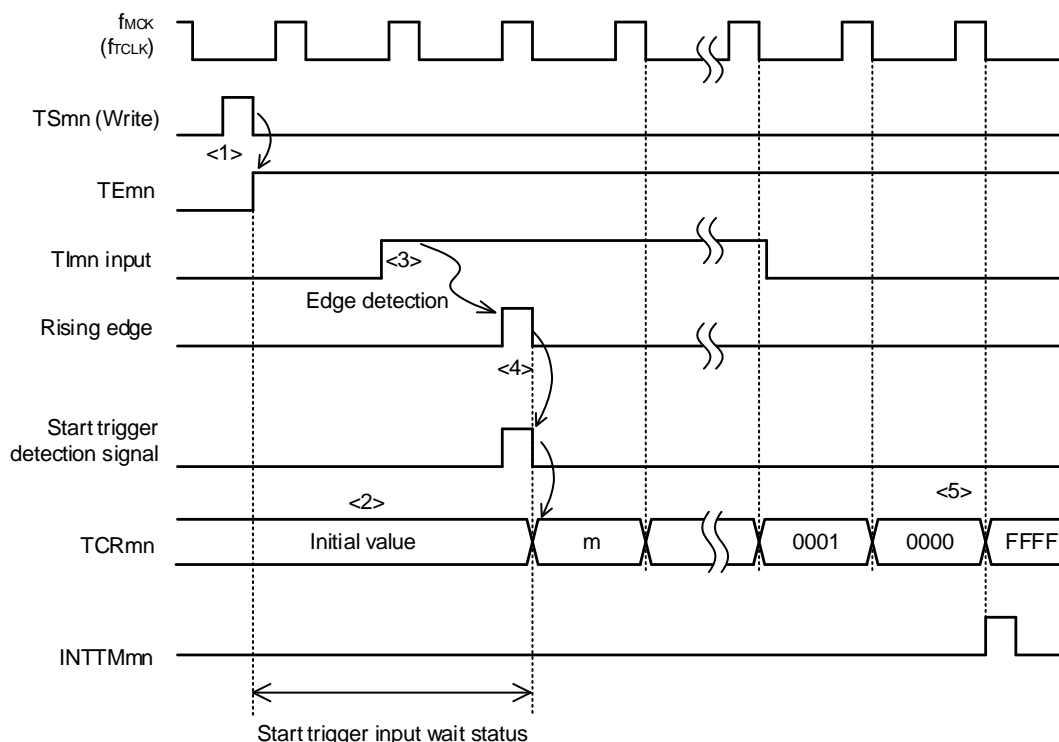 fMCK
(fTCLK)
TSmn (Write)
<1>
TEmn
TImn input
<3>
Edge detection
Rising edge
<4>
Start trigger
detection signal
<2>
<5>
TCRmn
Initial value
m
0001
0000
FFFF
INTTMmn
Start trigger input wait status